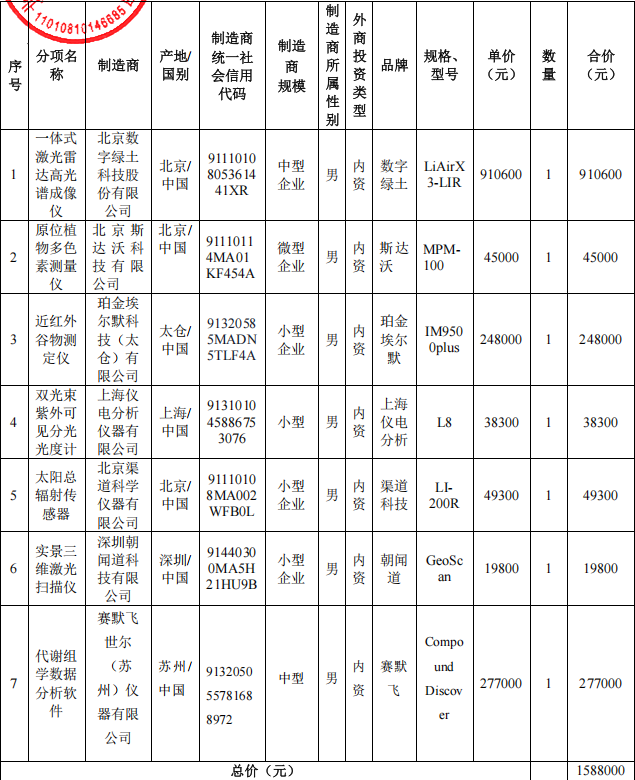 11010810146685
序号 分项名称 制造商 产地/国别 制造商统一社会信用代码 制造商规模 制造商所属性别 外商投资类型 品牌 规格、型号 单价（元） 数量 合价（元）
1 一体式激光雷达高光谱成像仪 北京数字绿土科技股份有限公司 北京/中国 9111010805361441XR 中型企业 男 内资 数字绿土 LiAirX3-LIR 910600 1 910600
2 原位植物多色素测量仪 北京斯达沃科技有限公司 北京/中国 91110114MA01KF454A 微型企业 男 内资 斯达沃 MPM-100 45000 1 45000
3 近红外谷物测定仪 珀金埃尔默科技（太仓）有限公司 太仓/中国 91320585MADN5TLF4A 小型企业 男 内资 珀金埃尔默 IM9500plus 248000 1 248000
4 双光束紫外可见分光光度计 上海仪电分析仪器有限公司 上海/中国 913101045886753076 小型 男 内资 上海仪电分析 L8 38300 1 38300
5 太阳总辐射传感器 北京渠道科学仪器有限公司 北京/中国 91110108MA002WFB0L 小型企业 男 内资 渠道科技 LI-200R 49300 1 49300
6 实景三维激光扫描仪 深圳朝闻道科技有限公司 深圳/中国 91440300MA5H21HU9B 小型企业 男 内资 朝闻道 GeoScan 19800 1 19800
7 代谢组学数据分析软件 赛默飞世尔（苏州）仪器有限公司 苏州/中国 9132050555781688972 中型 男 内资 赛默飞 Compound Discover 277000 1 277000
总价（元） 1588000